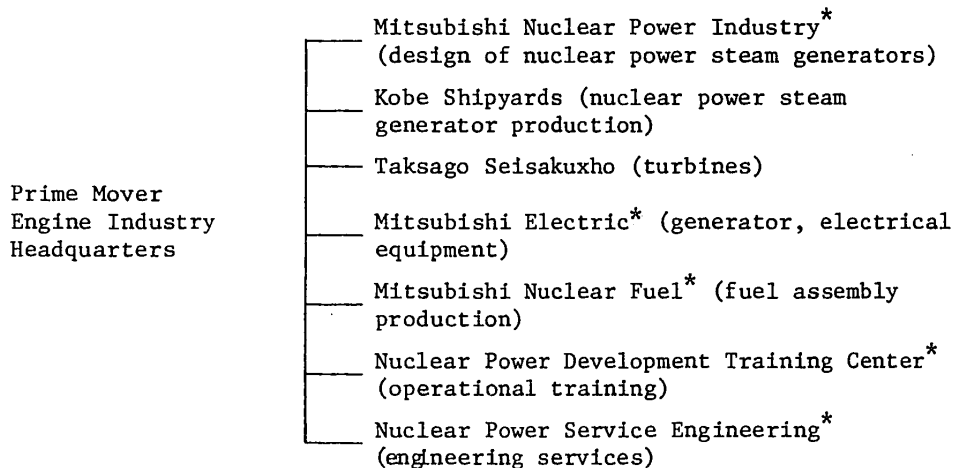 Mitsubishi Nuclear Power Industry*
(design of nuclear power steam generators)
Kobe Shipyards (nuclear power steam
generator production)
Taksago Seisakuxho (turbines)
Prime Mover
Engine Industry
Headquarters
Mitsubishi Electric* (generator, electrical
equipment)
Mitsubishi Nuclear Fuel* (fuel assembly
production)
Nuclear Power Development Training Center*
(operational training)
Nuclear Power Service Engineering*
(engineering services)